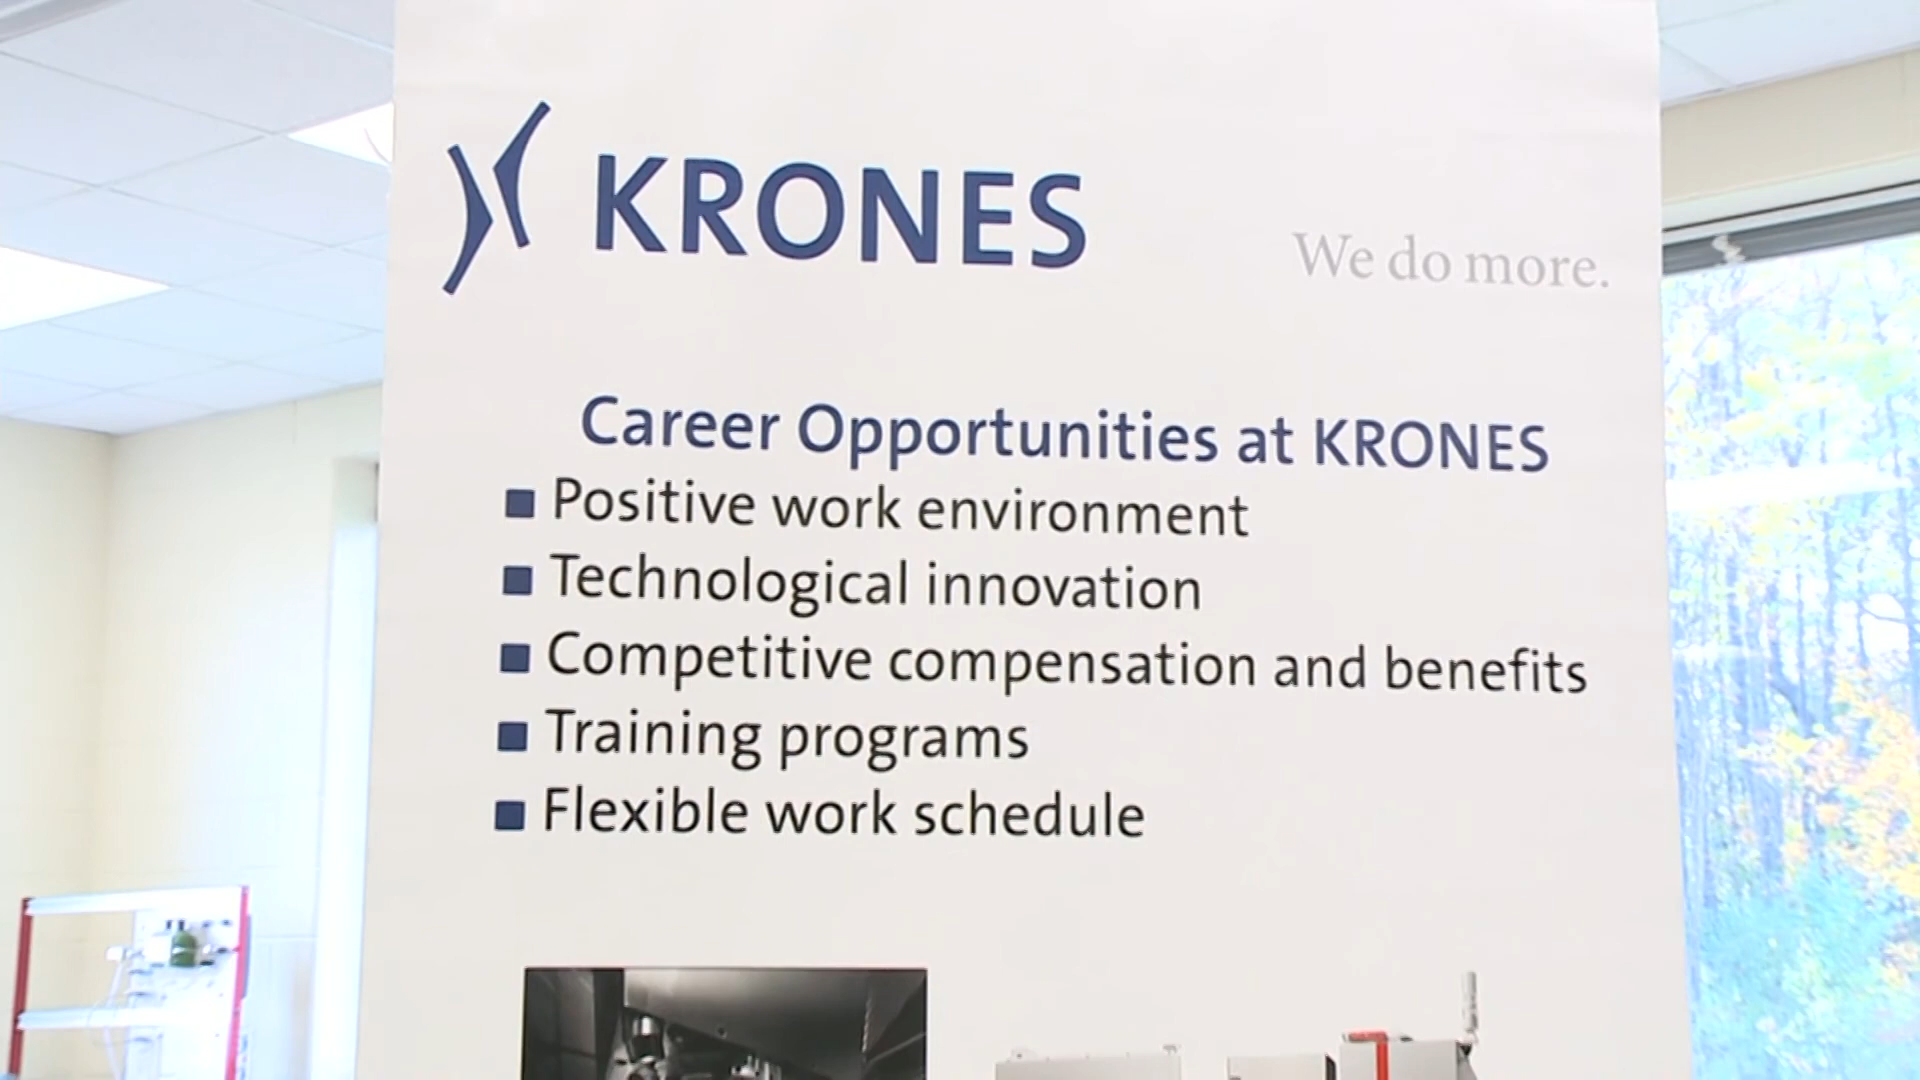 KRONES
We do more.
Career Opportunities at KRONES
Positive work environment
Technological innovation
Competitive compensation and benefits
Training programs
Flexible work schedule